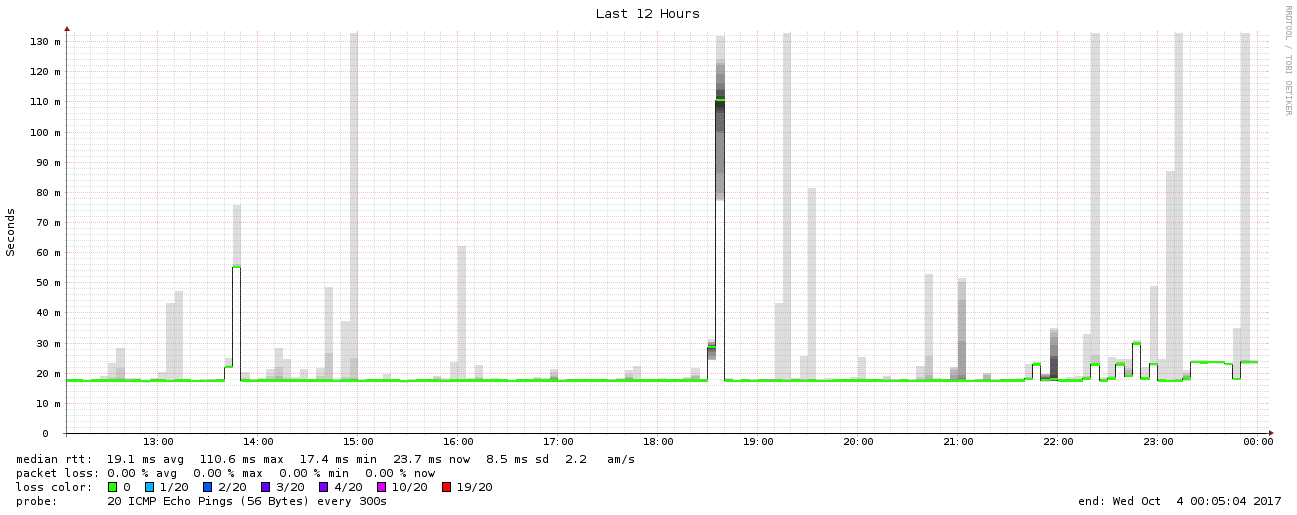 Last 12 Hours
RRDTOOL / TOBI OETIKER
Seconds
130 m
120 m
110 m
100 m
90 m
80 m
70 m
60 m
50 m
40 m
30 m
20 m
10 m
0
13:00 14:00 15:00 16:00 17:00 18:00 19:00 20:00 21:00 22:00 23:00 00:00
median rtt: 19.1 ms avg 110.6 ms max 17.4 ms min 23.7 ms now 8.5 ms sd 2.2 am/s
packet loss: 0.00 % avg 0.00 % max 0.00 % min 0.00 % now
loss color: 0 1/20 2/20 3/20 4/20 10/20 19/20
probe: 20 ICMP Echo Pings (56 Bytes) every 300s end: Wed Oct 4 00:05:04 2017